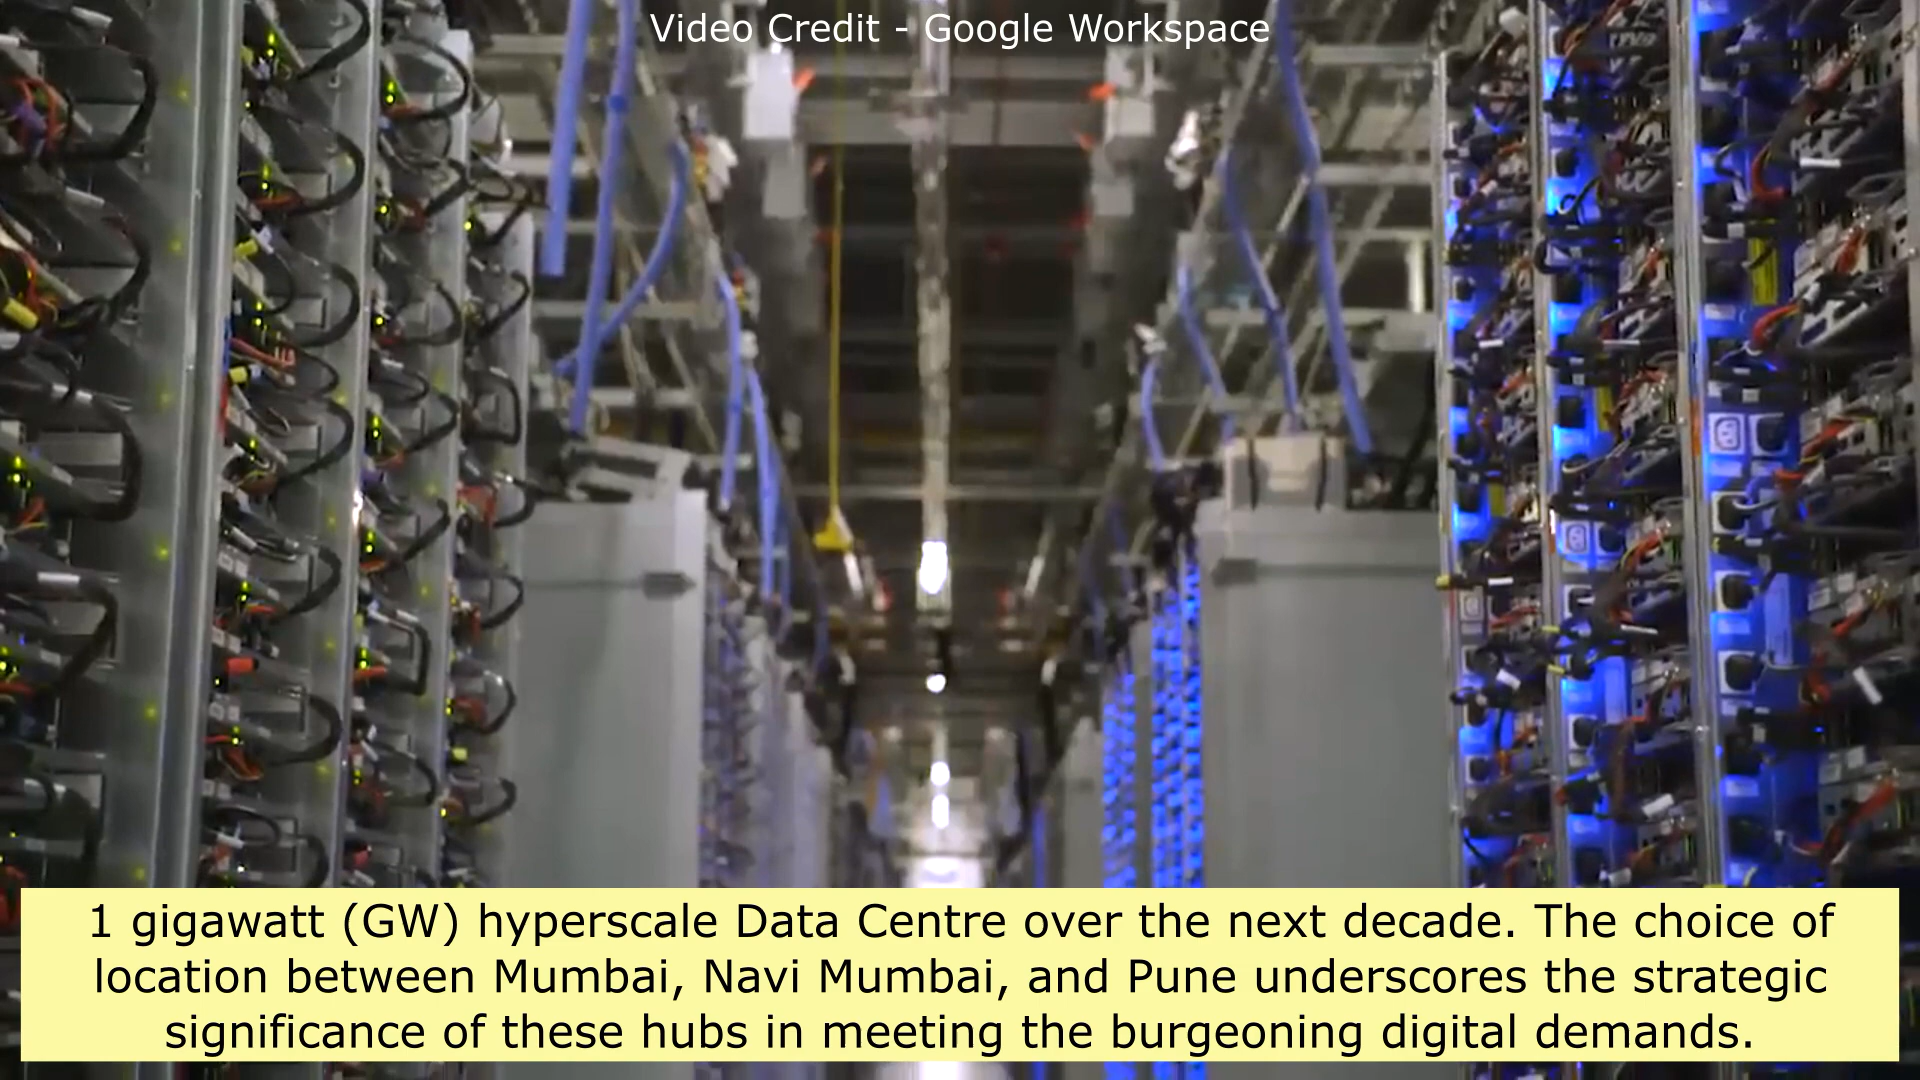 Video Credit - Google Workspace
1 gigawatt (GW) hyperscale Data Centre over the next decade. The choice of
location between Mumbai, Navi Mumbai, and Pune underscores the strategic
significance of these hubs in meeting the burgeoning digital demands.